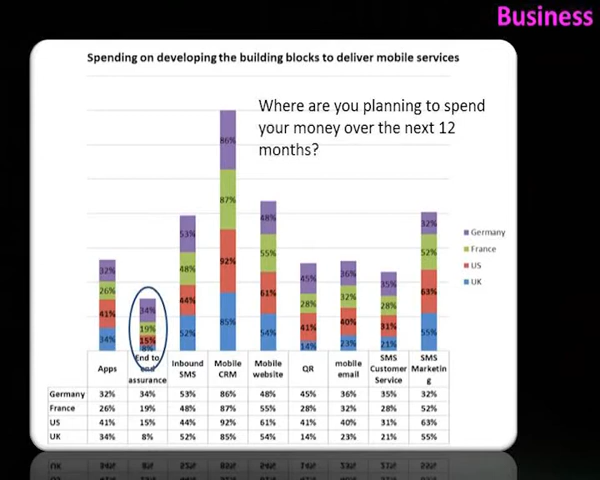 Business
Spending on developing the building blocks to deliver mobile services
Where are you planning to spend
your money over the next 12
months?
86%
87%
92%
85%
53%
48%
44%
52%
48%
55%
61%
54%
32%
52%
63%
55%
32%
26%
41%
34%
34%
19%
15%
8%
45%
28%
41%
14%
36%
32%
40%
23%
35%
28%
31%
21%
Germany
France
US
UK
Apps
End to
end
assurance
Inbound
SMS
Mobile
CRM
Mobile
website
QR
mobile
email
SMS
Customer
Service
SMS
Marketin
g
Germany 32% 34% 53% 86% 48% 45% 36% 35% 32%
France 26% 19% 48% 87% 55% 28% 32% 28% 52%
US 41% 15% 44% 92% 61% 41% 40% 31% 63%
UK 34% 8% 52% 85% 54% 14% 23% 21% 55%